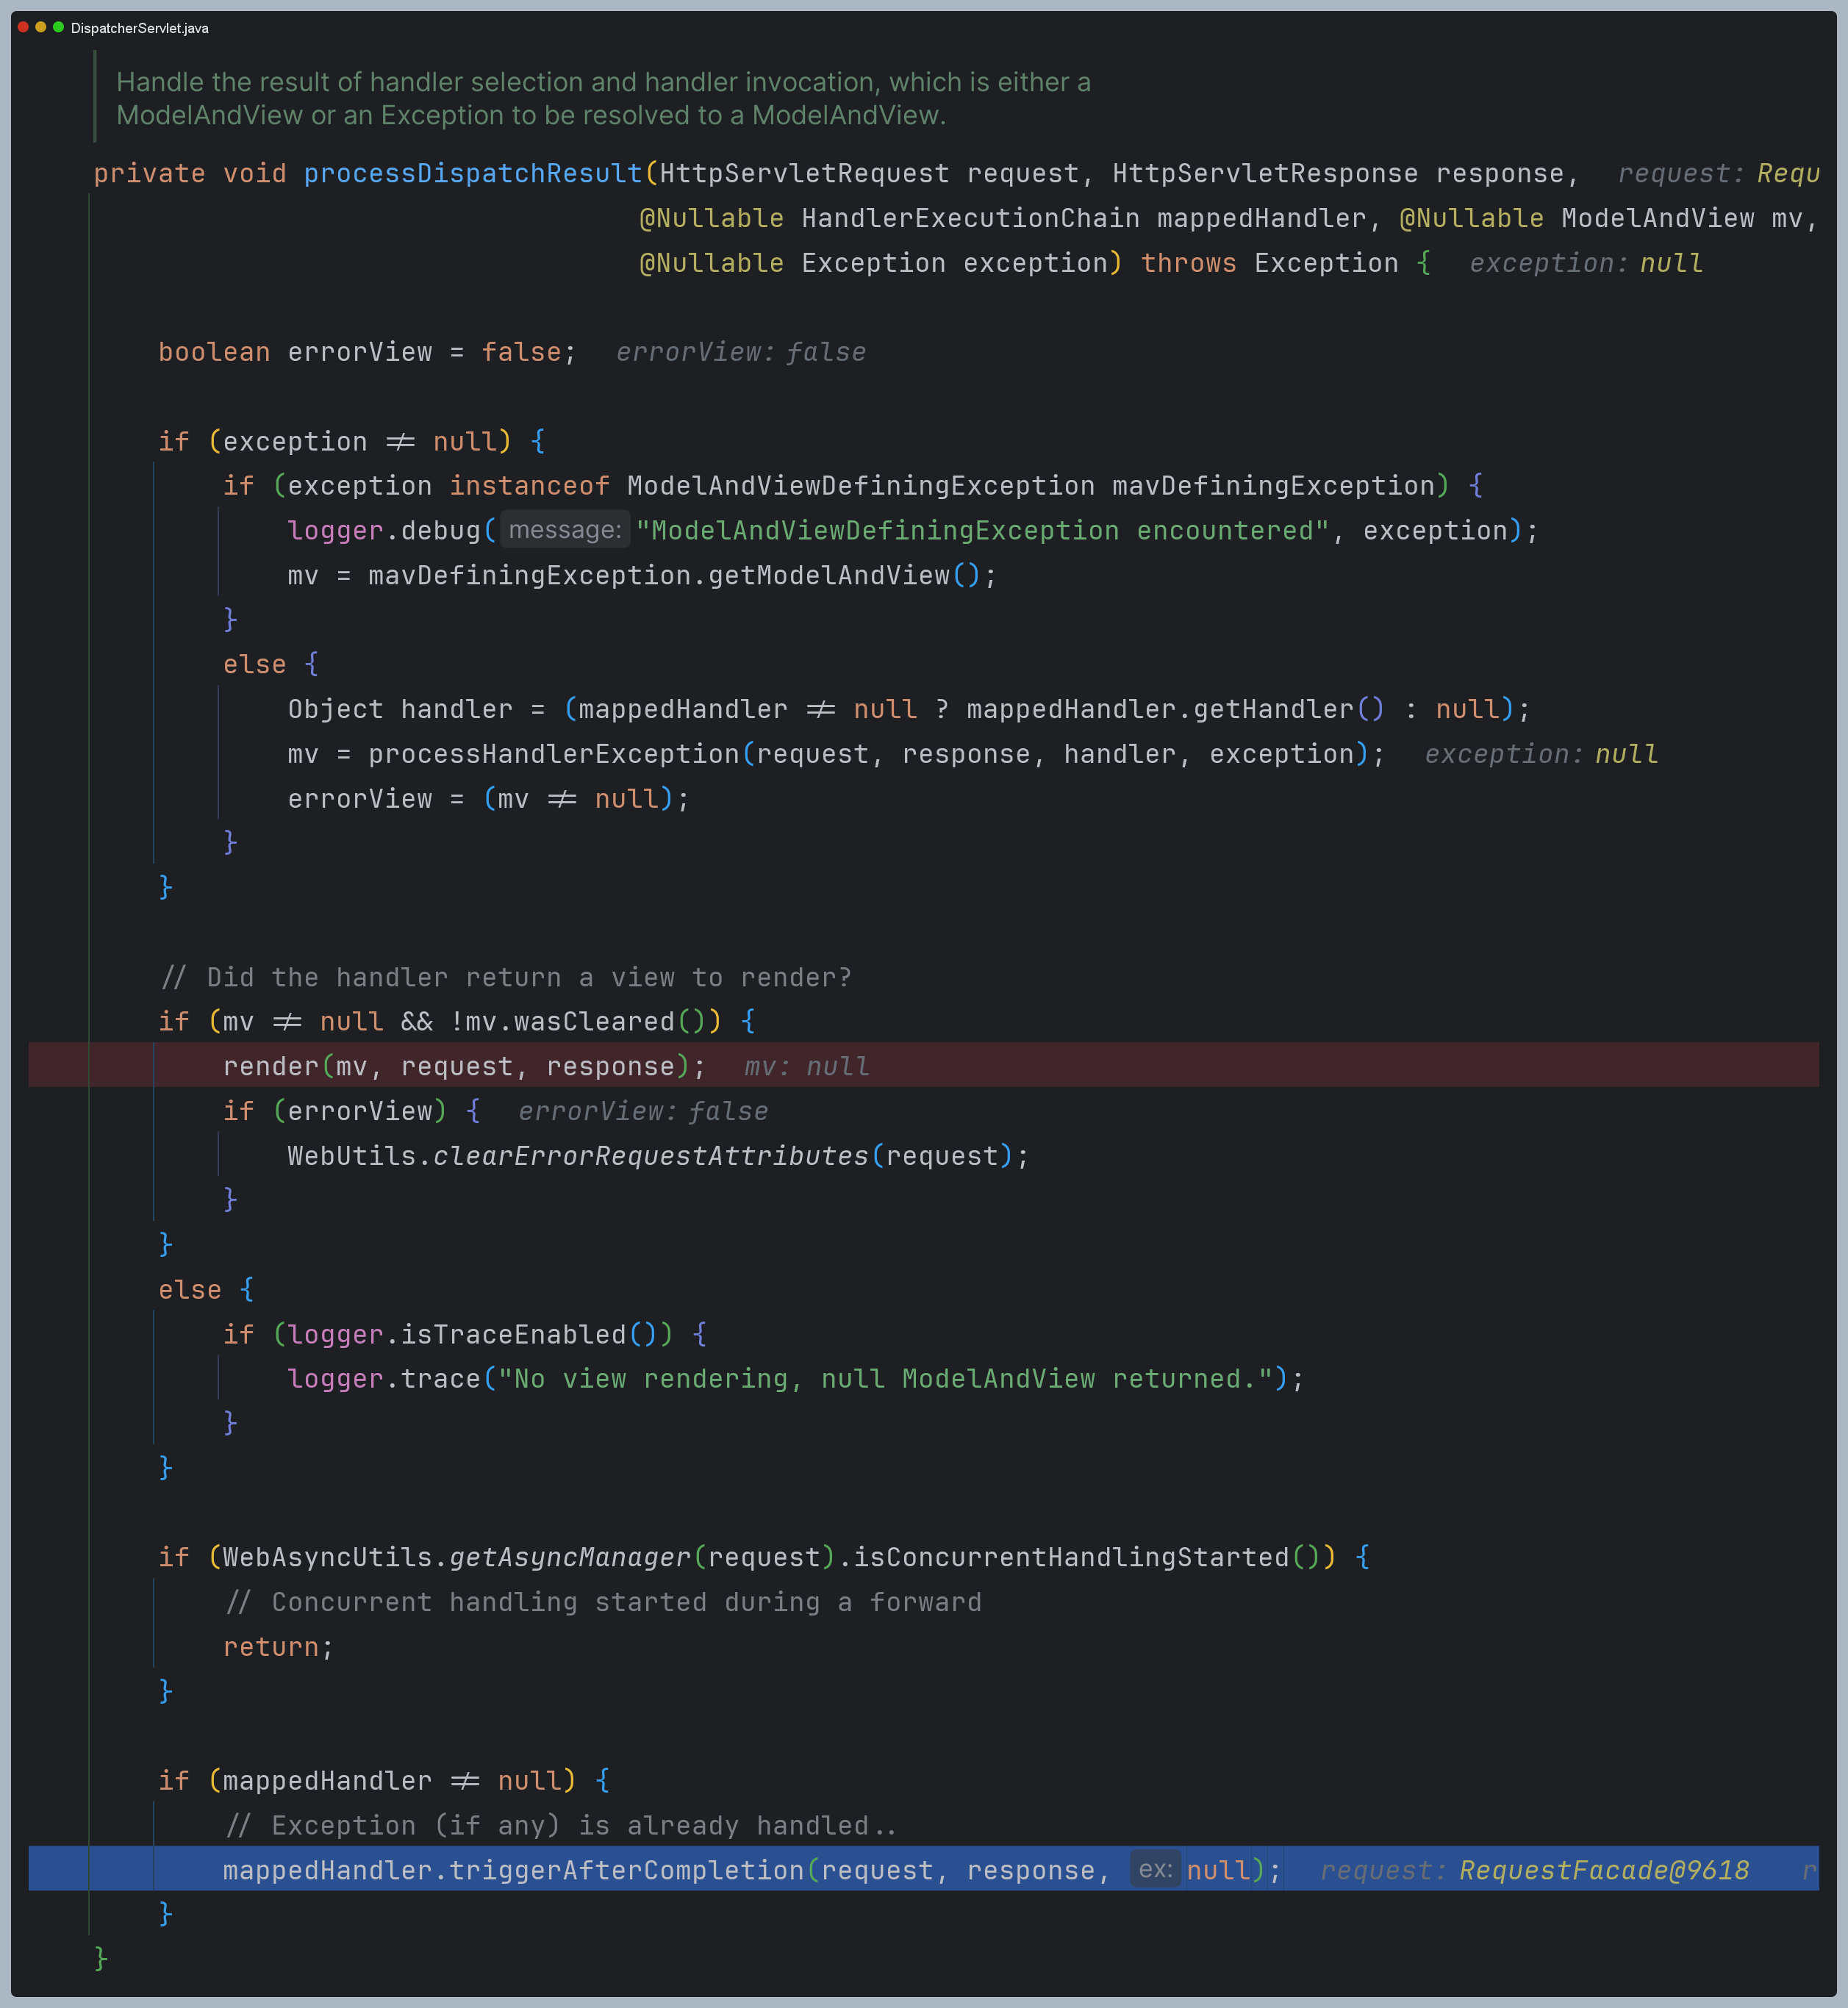 DispatcherServlet.java
Handle the result of handler selection and handler invocation, which is either a
ModelAndView or an Exception to be resolved to a ModelAndView.
private void processDispatchResult(HttpServletRequest request, HttpServletResponse response,  request: Requ
@Nullable HandlerExecutionChain mappedHandler, @Nullable ModelAndView mv,
@Nullable Exception exception) throws Exception {  exception: null
boolean errorView = false;  errorView: false
if (exception != null) {
if (exception instanceof ModelAndViewDefiningException mavDefiningException) {
logger.debug( message: "ModelAndViewDefiningException encountered", exception);
mv = mavDefiningException.getModelAndView();
}
else {
Object handler = (mappedHandler != null ? mappedHandler.getHandler() : null);
mv = processHandlerException(request, response, handler, exception);  exception: null
errorView = (mv != null);
}
}
// Did the handler return a view to render?
if (mv != null && !mv.wasCleared()) {
render(mv, request, response);  mv: null
if (errorView) {  errorView: false
WebUtils.clearErrorRequestAttributes(request);
}
}
else {
if (logger.isTraceEnabled()) {
logger.trace("No view rendering, null ModelAndView returned.");
}
}
if (WebAsyncUtils.getAsyncManager(request).isConcurrentHandlingStarted()) {
// Concurrent handling started during a forward
return;
}
if (mappedHandler != null) {
// Exception (if any) is already handled..
mappedHandler.triggerAfterCompletion(request, response, ex: null);  request: RequestFacade@9618  r
}
}